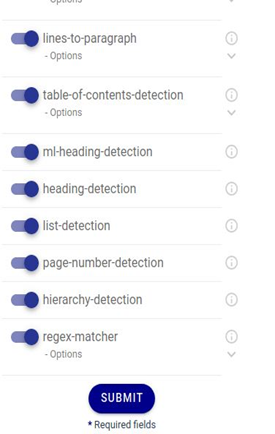 lines-to-paragraph
- Options
table-of-contents-detection
- Options
ml-heading-detection
heading-detection
list-detection
page-number-detection
hierarchy-detection
regex-matcher
- Options
SUBMIT
* Required fields